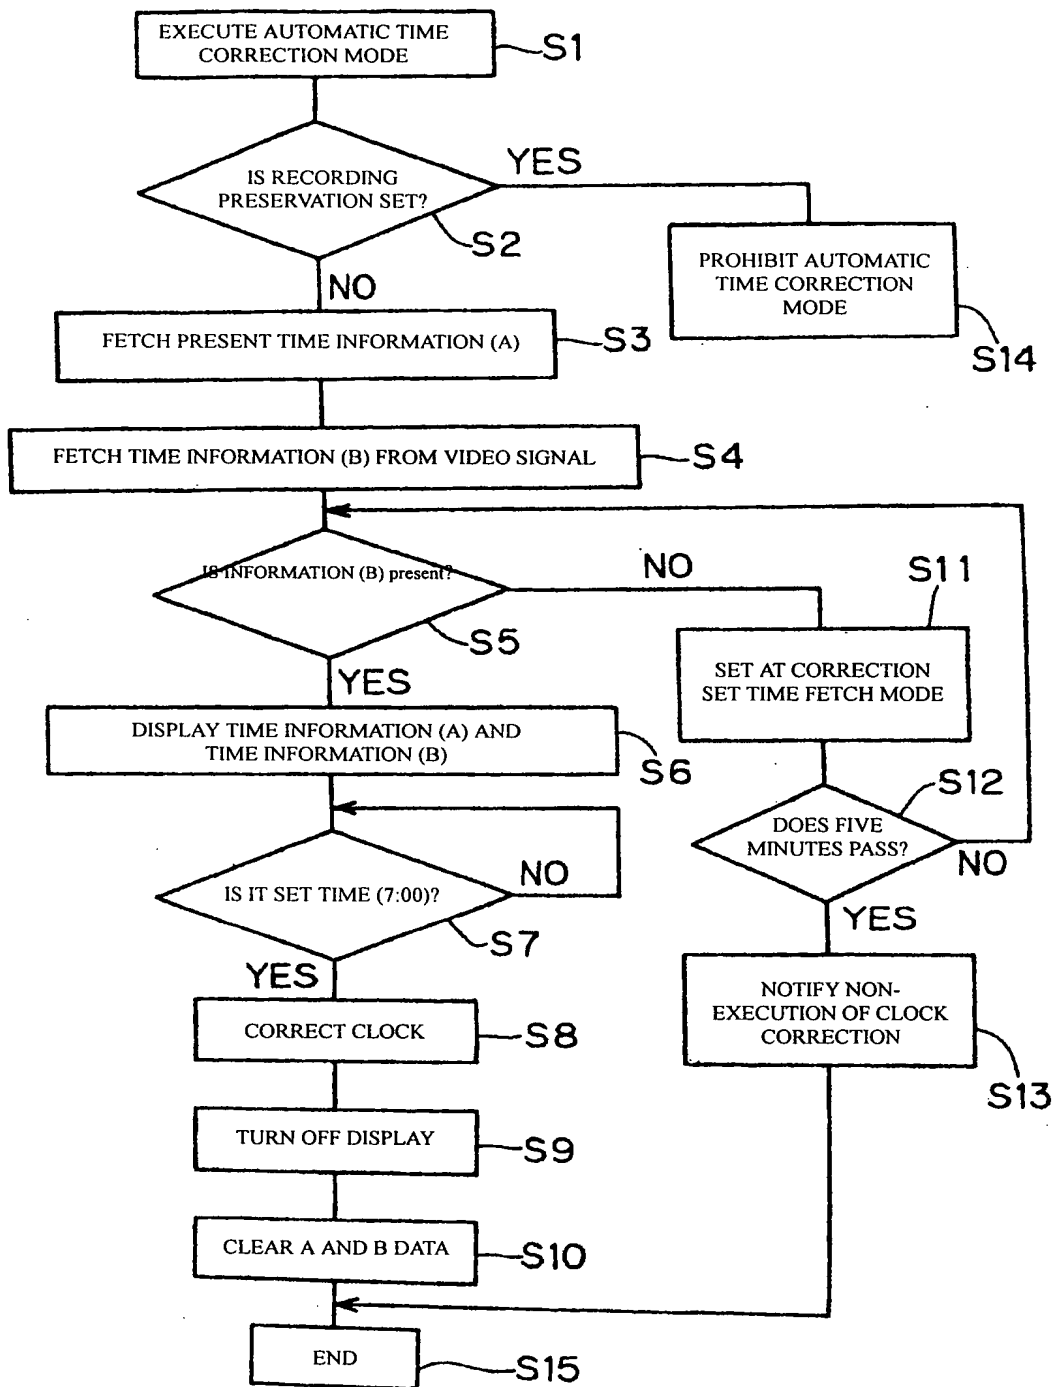 EXECUTE AUTOMATIC TIME
CORRECTION MODE
S1
IS RECORDING
PRESERVATION SET?
YES
S2
NO
PROHIBIT AUTOMATIC
TIME CORRECTION
MODE
S14
FETCH PRESENT TIME INFORMATION (A)
S3
FETCH TIME INFORMATION (B) FROM VIDEO SIGNAL
S4
IS INFORMATION (B) present?
NO
S5
YES
S11
SET AT CORRECTION
SET TIME FETCH MODE
DISPLAY TIME INFORMATION (A) AND
TIME INFORMATION (B)
S6
S12
DOES FIVE
MINUTES PASS?
NO
YES
IS IT SET TIME (7:00)?
NO
S7
YES
NOTIFY NON-
EXECUTION OF CLOCK
CORRECTION
S13
CORRECT CLOCK
S8
TURN OFF DISPLAY
S9
CLEAR A AND B DATA
S10
END
S15